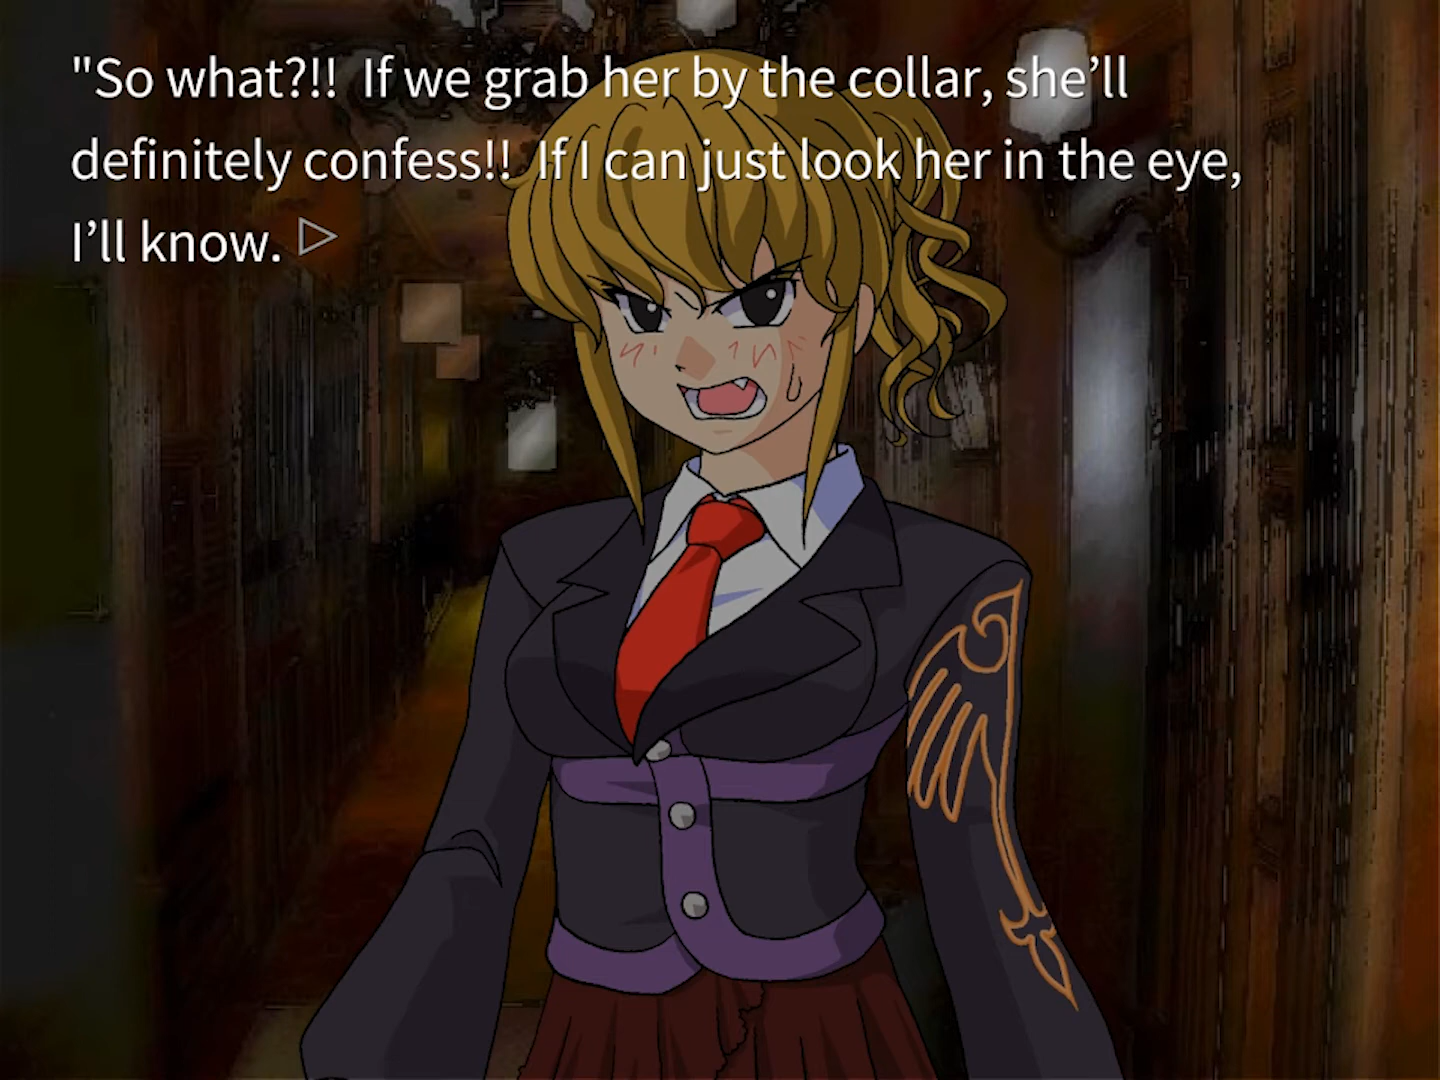 "So what?!!  If we grab her by the collar, she’ll
definitely confess!!  If I can just look her in the eye,
I’ll know.